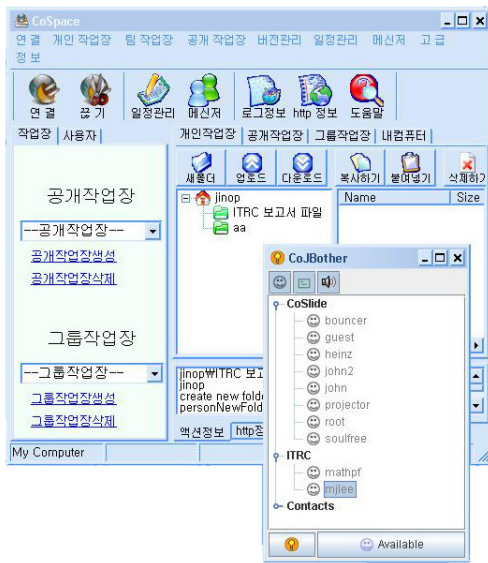 CoSpace
연결 개인 작업장 팀 작업장 공개 작업장 버전관리 일정관리 메신저 고급
정보
연결 끊기 일정관리 메신저 로그정보 http 정보 도움말
작업장 사용자
개인작업장 공개작업장 그룹작업장 내컴퓨터
새폴더 업로드 다운로드 복사하기 붙여넣기 삭제하기
공개작업장
--공개작업장--
공개작업장생성
공개작업장삭제
그룹작업장
--그룹작업장--
그룹작업장생성
그룹작업장삭제
jinop
ITRC 보고서 파일
aa
Name Size
jinop₩ITRC
jinop
create new
personNewFold
액션정보
My Computer
CoJBother
CoSlide
bouncer
guest
heinz
john2
john
projector
root
soulfree
ITRC
mathpf
mjlee
Contacts
Available